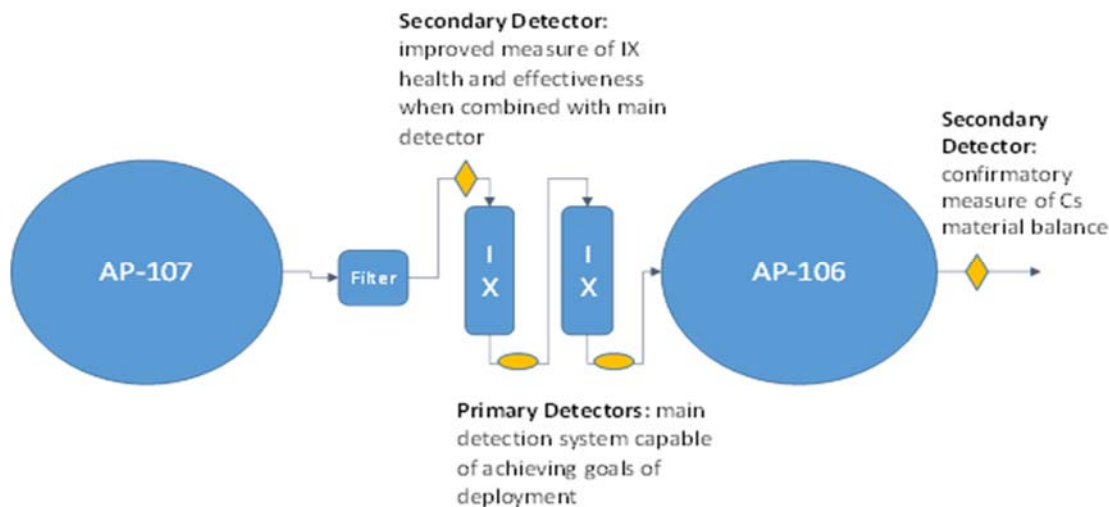 Secondary Detector:
improved measure of IX
health and effectiveness
when combined with main
detector
Secondary
Detector:
confirmatory
measure of Cs
material balance
AP-107
Filter
I
X
I
X
AP-106
Primary Detectors: main
detection system capable
of achieving goals of
deployment